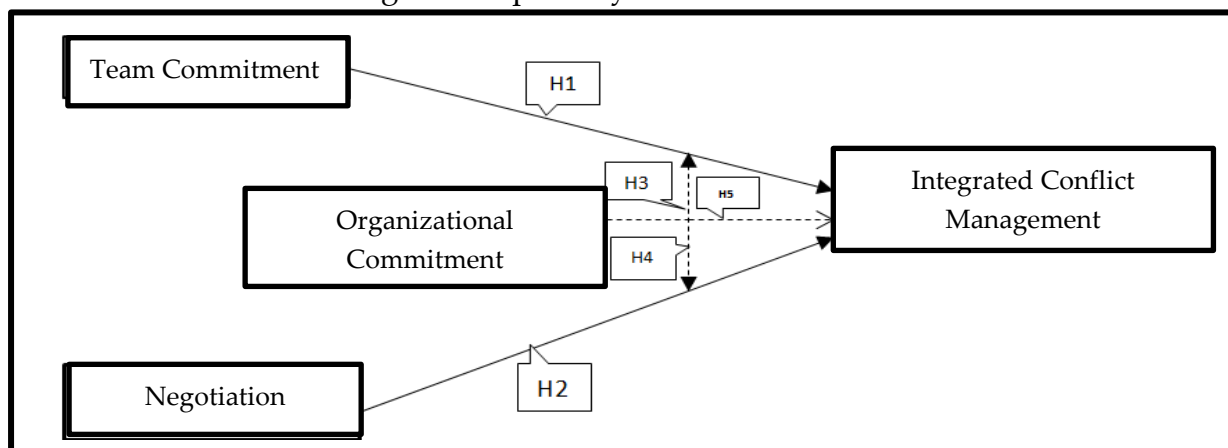 Team Commitment
H1
H3
H5
Integrated Conflict
Management
Organizational
Commitment
H4
H2
Negotiation